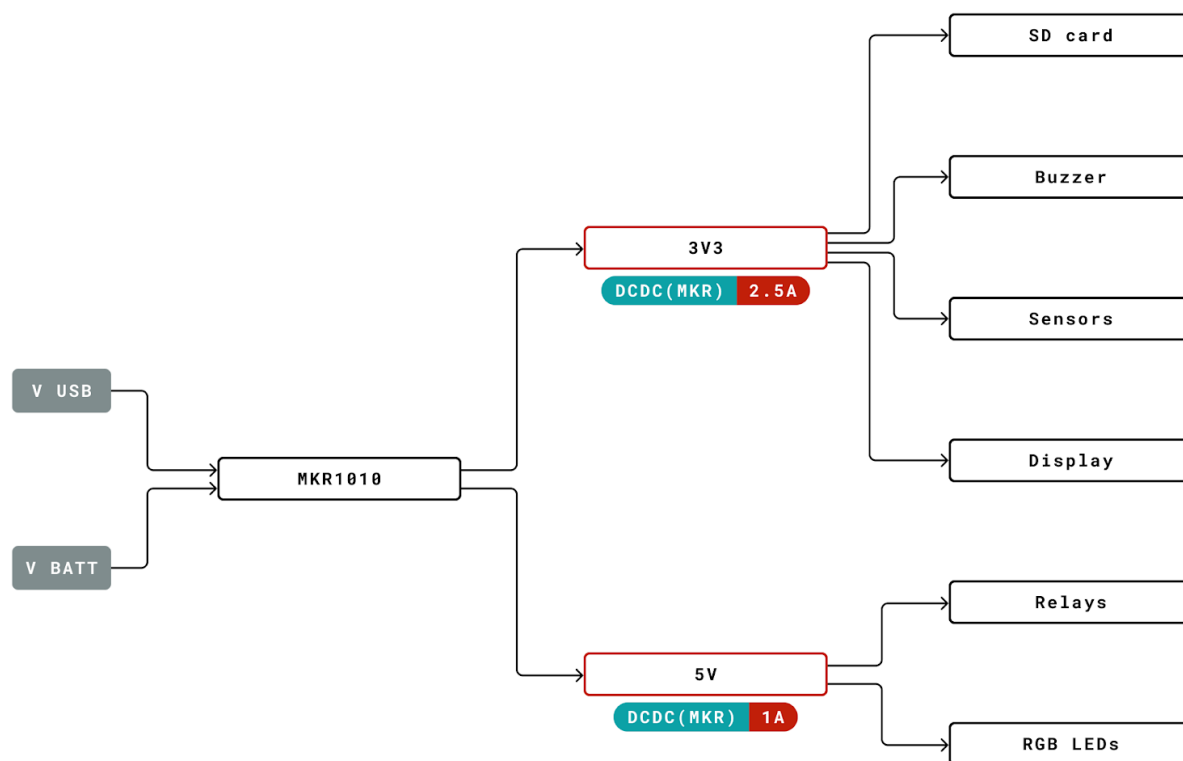 SD card
Buzzer
3V3
DCDC(MKR) 2.5A
Sensors
V USB
Display
MKR1010
V BATT
Relays
5V
DCDC(MKR) 1A
RGB LEDs